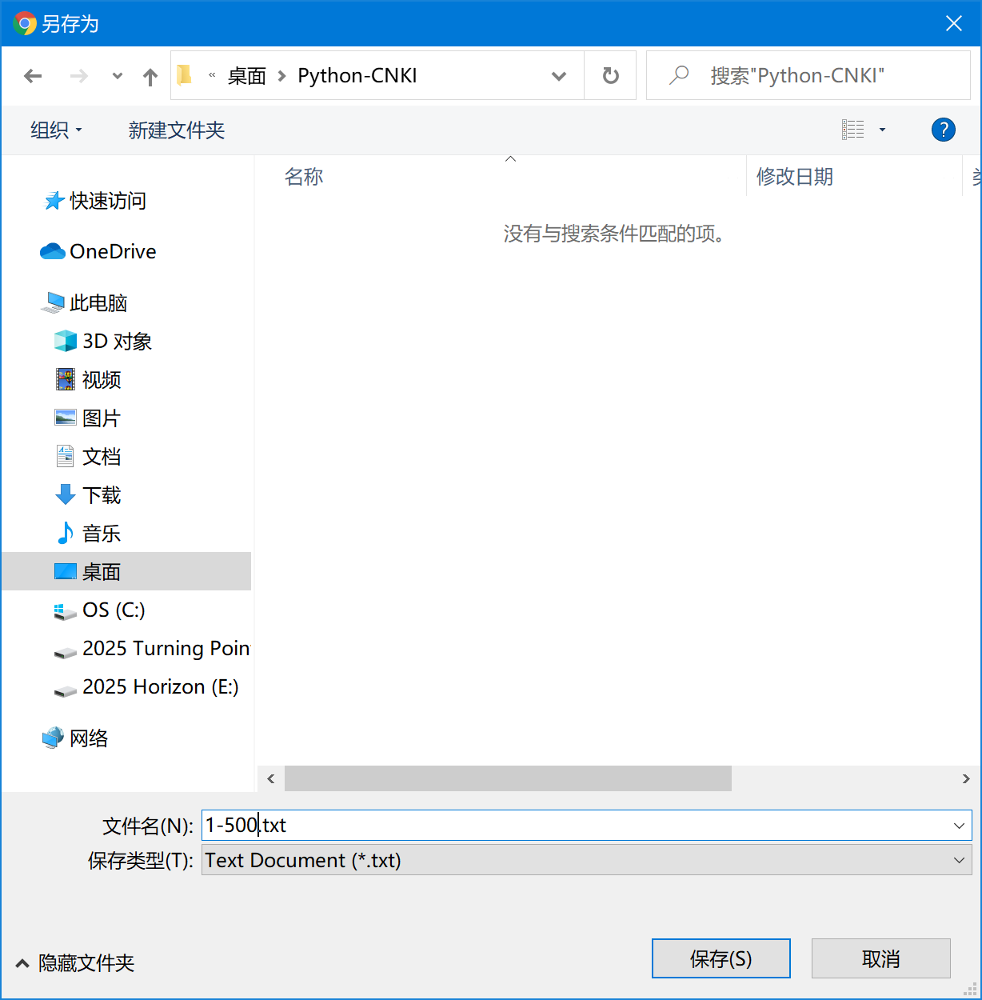 另存为
« 桌面 > Python-CNKI
搜索"Python-CNKI"
组织
新建文件夹
?
名称
修改日期
没有与搜索条件匹配的项。
快速访问
OneDrive
此电脑
3D 对象
视频
图片
文档
下载
音乐
桌面
OS (C:)
2025 Turning Poin
2025 Horizon (E:)
网络
文件名(N): 1-500.txt
保存类型(T): Text Document (*.txt)
隐藏文件夹
保存(S)
取消